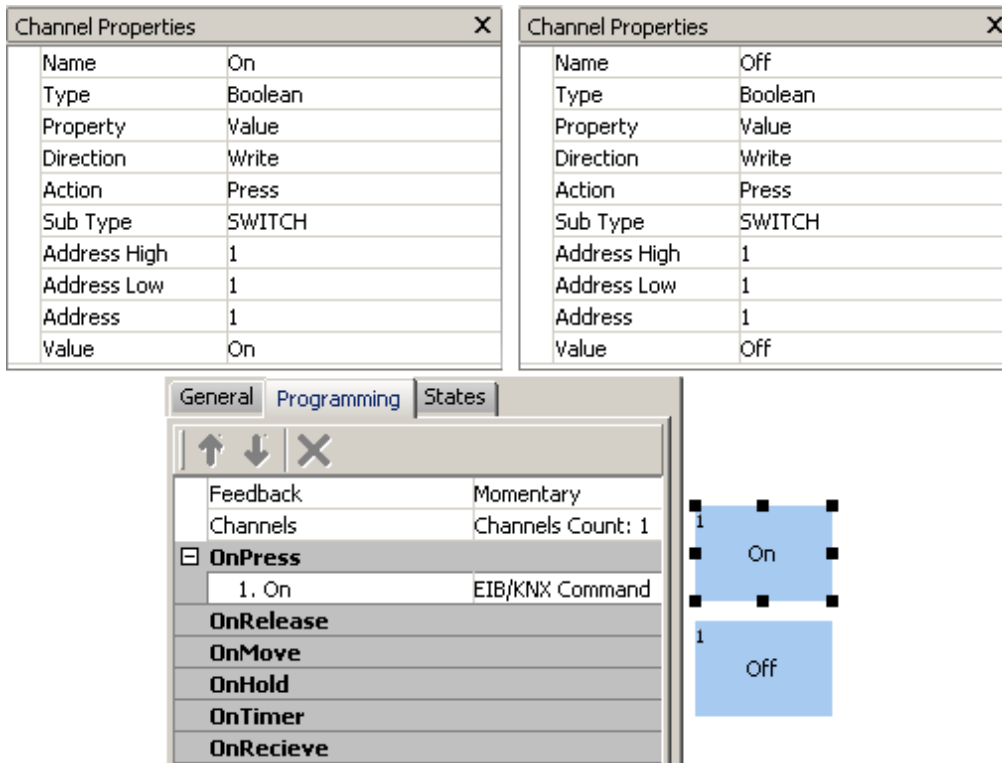 Channel Properties X
Name On
Type Boolean
Property Value
Direction Write
Action Press
Sub Type SWITCH
Address High 1
Address Low 1
Address 1
Value On
Channel Properties X
Name Off
Type Boolean
Property Value
Direction Write
Action Press
Sub Type SWITCH
Address High 1
Address Low 1
Address 1
Value Off
General Programming States
Feedback Momentary
Channels Channels Count: 1
OnPress
1. On EIB/KNX Command
OnRelease
OnMove
OnHold
OnTimer
OnRecieve
1
On
1
Off